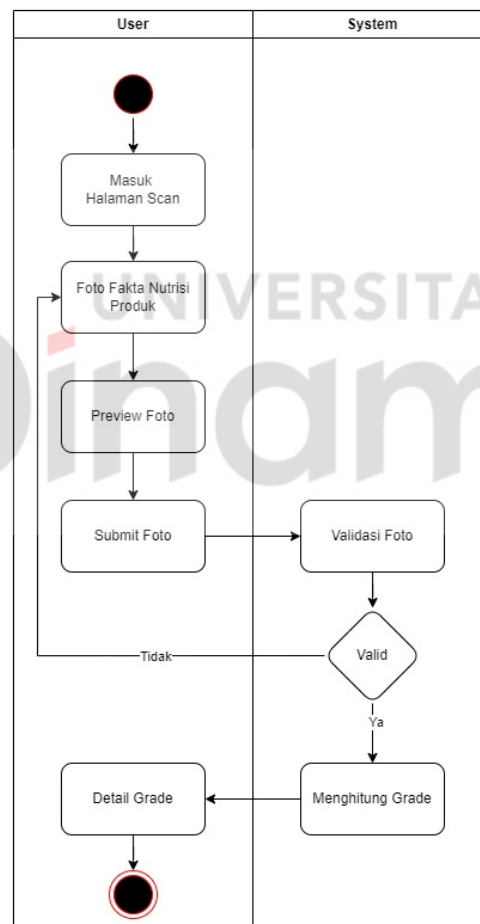 User
System
Masuk
Halaman Scan
Foto Fakta Nutrisi
Produk
UNIVERSITA
Dinam
Preview Foto
Submit Foto
Validasi Foto
Valid
Tidak
Ya
Detail Grade
Menghitung Grade